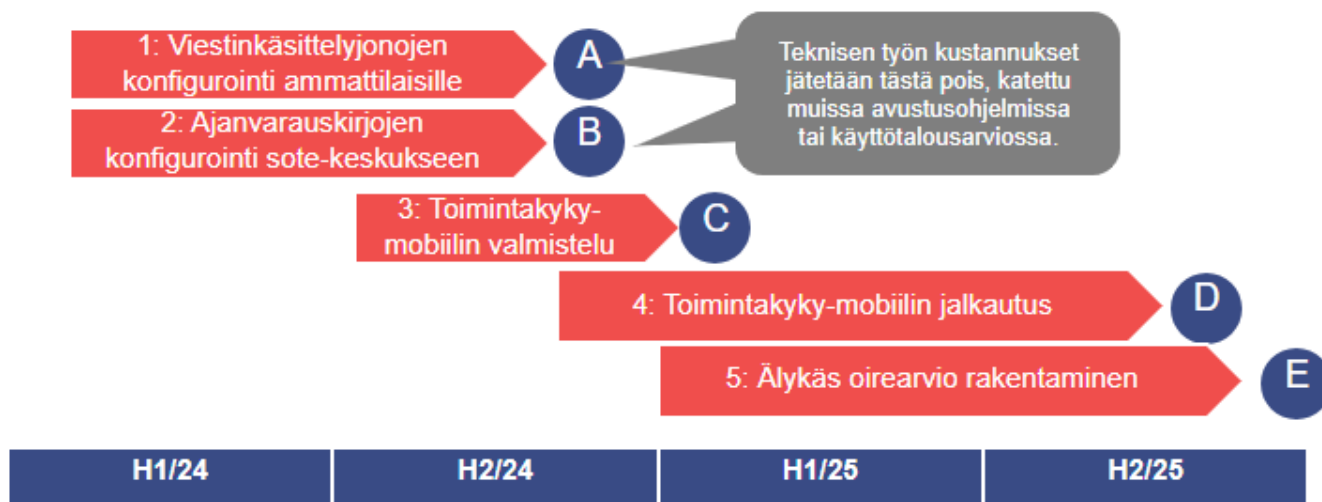 1: Viestinkäsittelyjonojen
konfigurointi ammattilaisille
A
Teknisen työn kustannukset
jätetään tästä pois, katettu
muissa avustusohjelmissa
tai käyttötalousarviossa.
2: Ajanvarauskirjojen
konfigurointi sote-keskukseen
B
3: Toimintakyky-
mobiilin valmistelu
C
4: Toimintakyky-mobiilin jalkautus
D
5: Älykäs oirearvio rakentaminen
E
H1/24
H2/24
H1/25
H2/25